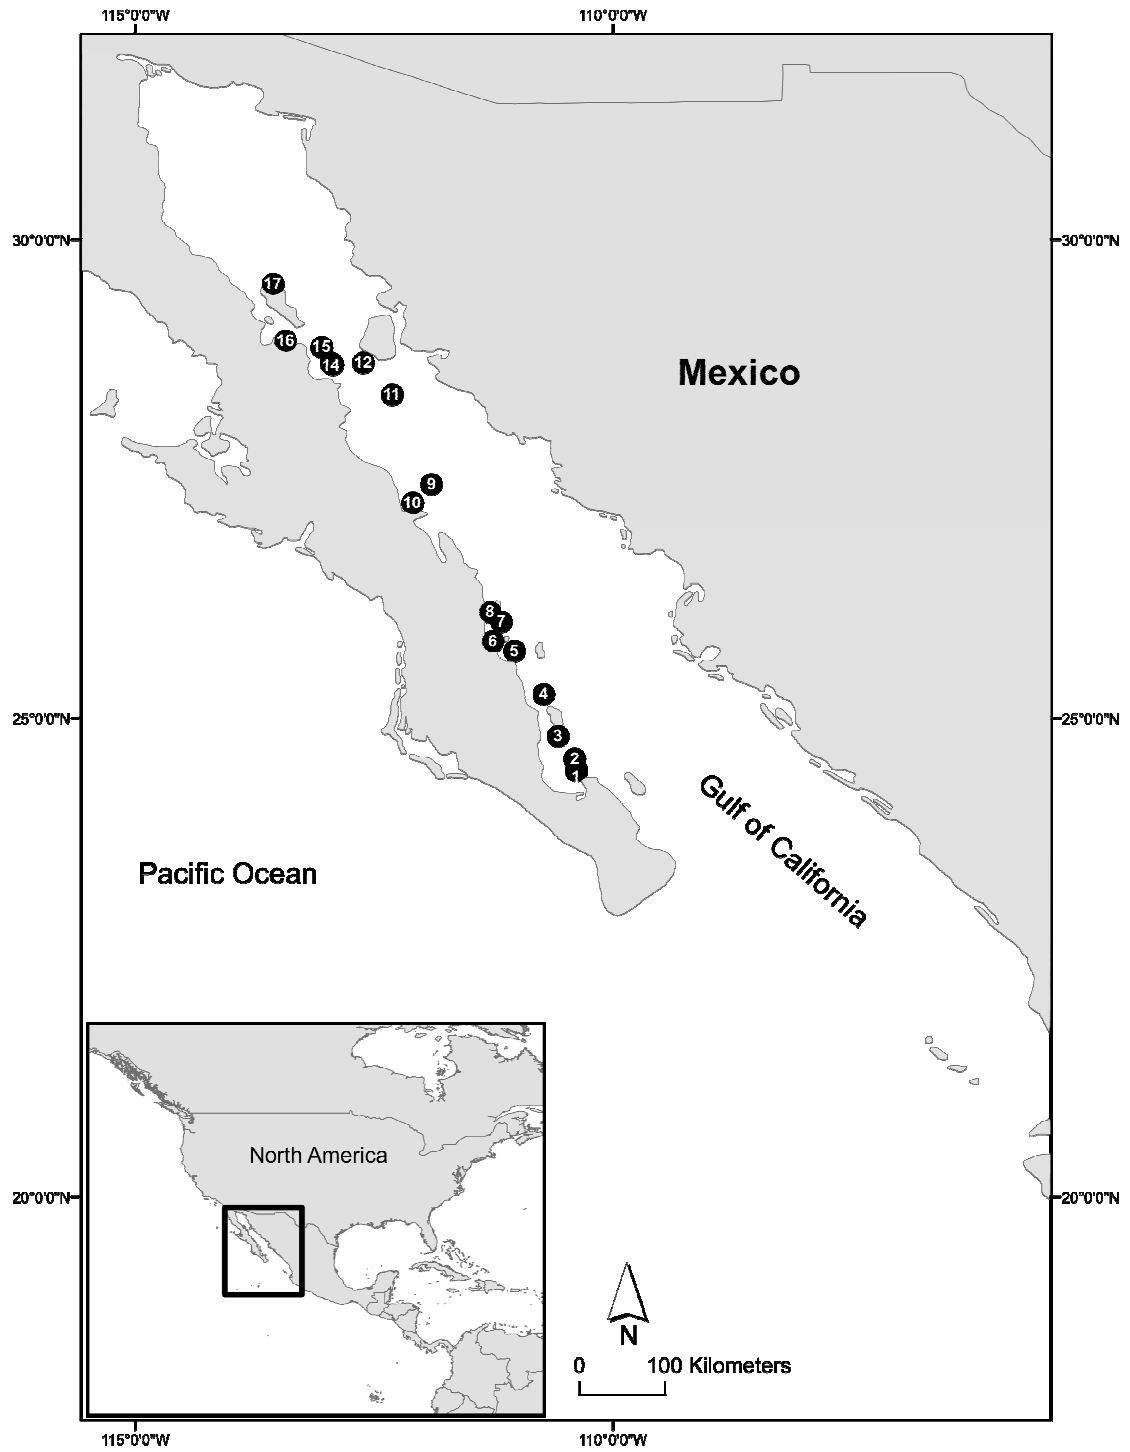 115°0'0"W 110°0'0"W
30°0'0"N 30°0'0"N
17
16
15
14
12
Mexico
11
9
10
8
7
6
5
4
25°0'0"N 25°0'0"N
3
2
1
Gulf of California
Pacific Ocean
North America
20°0'0"N 20°0'0"N
N
0 100 Kilometers
115°0'0"W 110°0'0"W